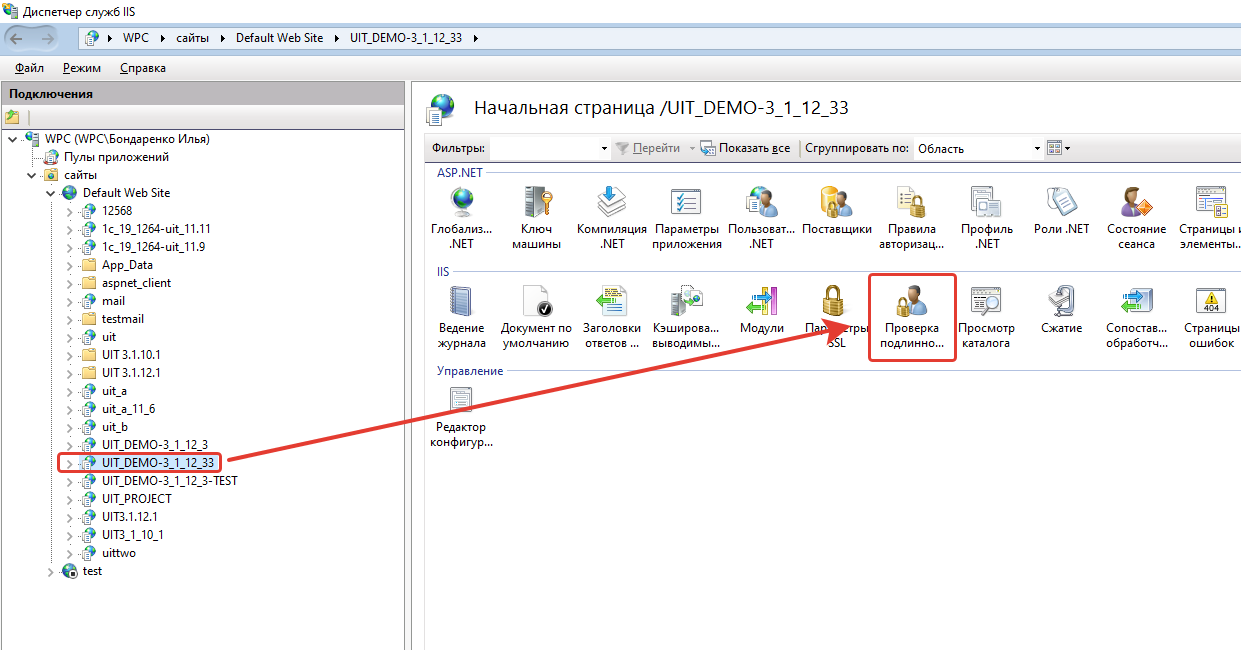 Диспетчер служб IIS
WPC сайты Default Web Site UIT_DEMO-3_1_12_33
Файл Режим Справка
Подключения
WPC (WPC\Бондаренко Илья)
Пулы приложений
сайты
Default Web Site
12568
1c_19_1264-uit_11.11
1c_19_1264-uit_11.9
App_Data
aspnet_client
mail
testmail
uit
UIT 3.1.10.1
UIT 3.1.12.1
uit_a
uit_a_11_6
uit_b
UIT_DEMO-3_1_12_3
UIT_DEMO-3_1_12_33
UIT_DEMO-3_1_12_3-TEST
UIT_PROJECT
UIT3.1.12.1
UIT3_1_10_1
uittwo
test
Начальная страница /UIT_DEMO-3_1_12_33
Фильтры: Перейти Показать все Сгруппировать по: Область
ASP.NET
Глобализ... Ключ Компиляция Параметры Пользоват... Поставщики Правила Профиль Роли .NET Состояние Страницы и
.NET машины .NET приложения .NET авторизац... .NET сеанса элементы...
IIS
Ведение Документ по Заголовки Кэширова... Модули Параметры Проверка Просмотр Сжатие Сопостав... Страницы
журнала умолчанию ответов ... выводимы... SSL подлинно... каталога обработч... ошибок
404
Управление
Редактор
конфигур...